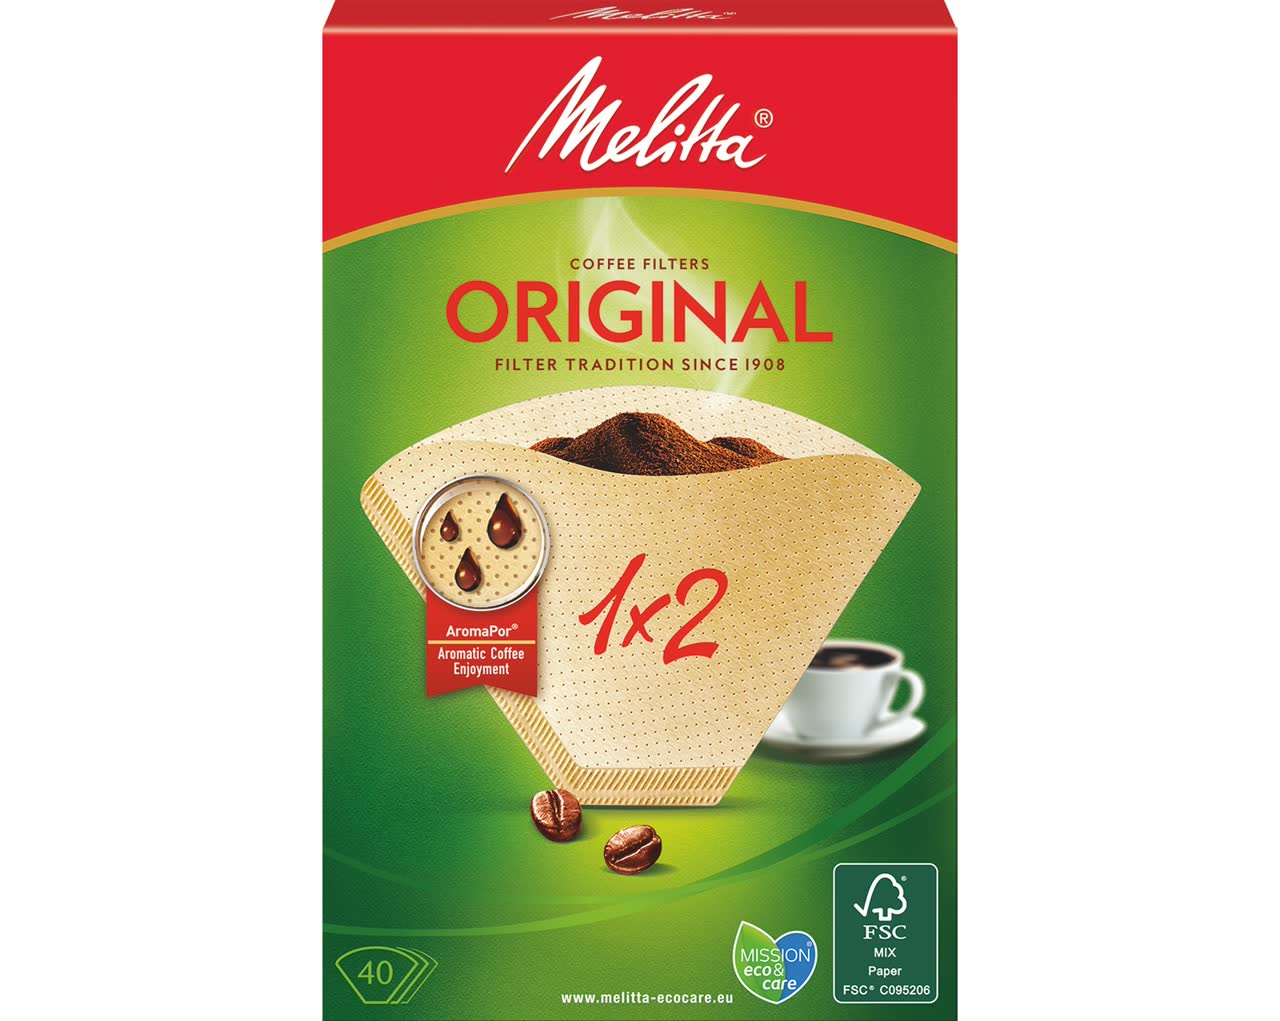 Melitta®
Melitta®
COFFEE FILTERS
ORIGINAL
FILTER TRADITION SINCE 1908
1x2
AromaPor®
Aromatic Coffee
Enjoyment
40
www.melitta-ecocare.eu
MISSION®
eco&
care
FSC®
MIX
Paper
FSC® C095206